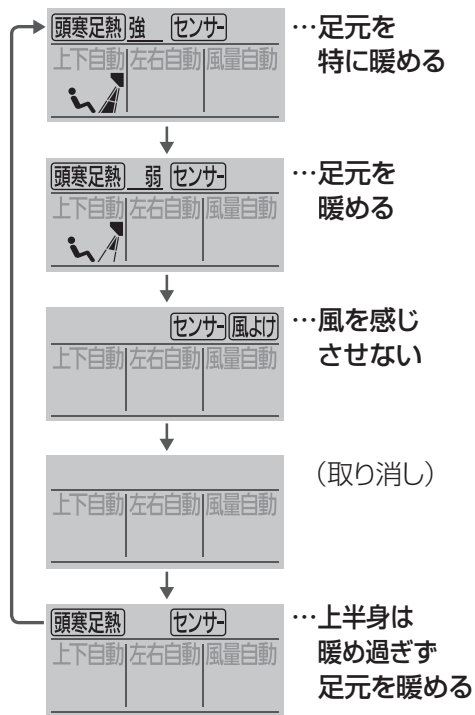 頭寒足熱 強 センサー
上下自動 左右自動 風量自動
…足元を
特に暖める
頭寒足熱 弱 センサー
上下自動 左右自動 風量自動
…足元を
暖める
センサー 風よけ
上下自動 左右自動 風量自動
…風を感じ
させない
上下自動 左右自動 風量自動
（取り消し）
頭寒足熱 センサー
上下自動 左右自動 風量自動
…上半身は
暖め過ぎず
足元を暖める